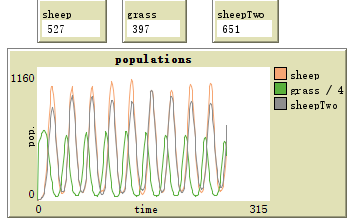 sheep grass sheepTwo
527 397 651
populations
1160
sheep
grass / 4
sheepTwo
pop.
0
0 time 315